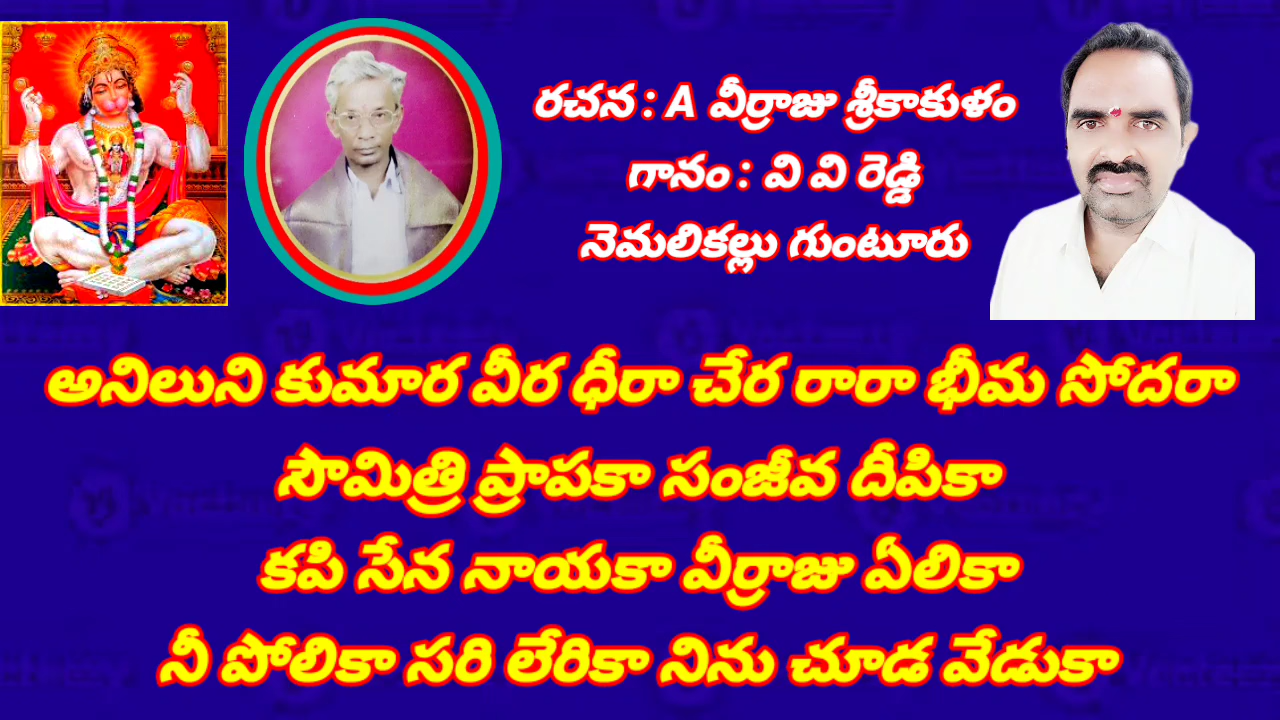 రచన : A వీర్రాజు శ్రీకాకుళం
గానం : వి వి రెడ్డి
నెమలికల్లు గుంటూరు
అనిలుని కుమార వీర ధీరా చేర రారా భీమ సోదరా
సౌమిత్రి ప్రాపకా సంజీవ దీపికా
కపి సేన నాయకా వీర్రాజు ఏలికా
నీ పోలికా సరి లేరికా నిను చూడ వేడుకా